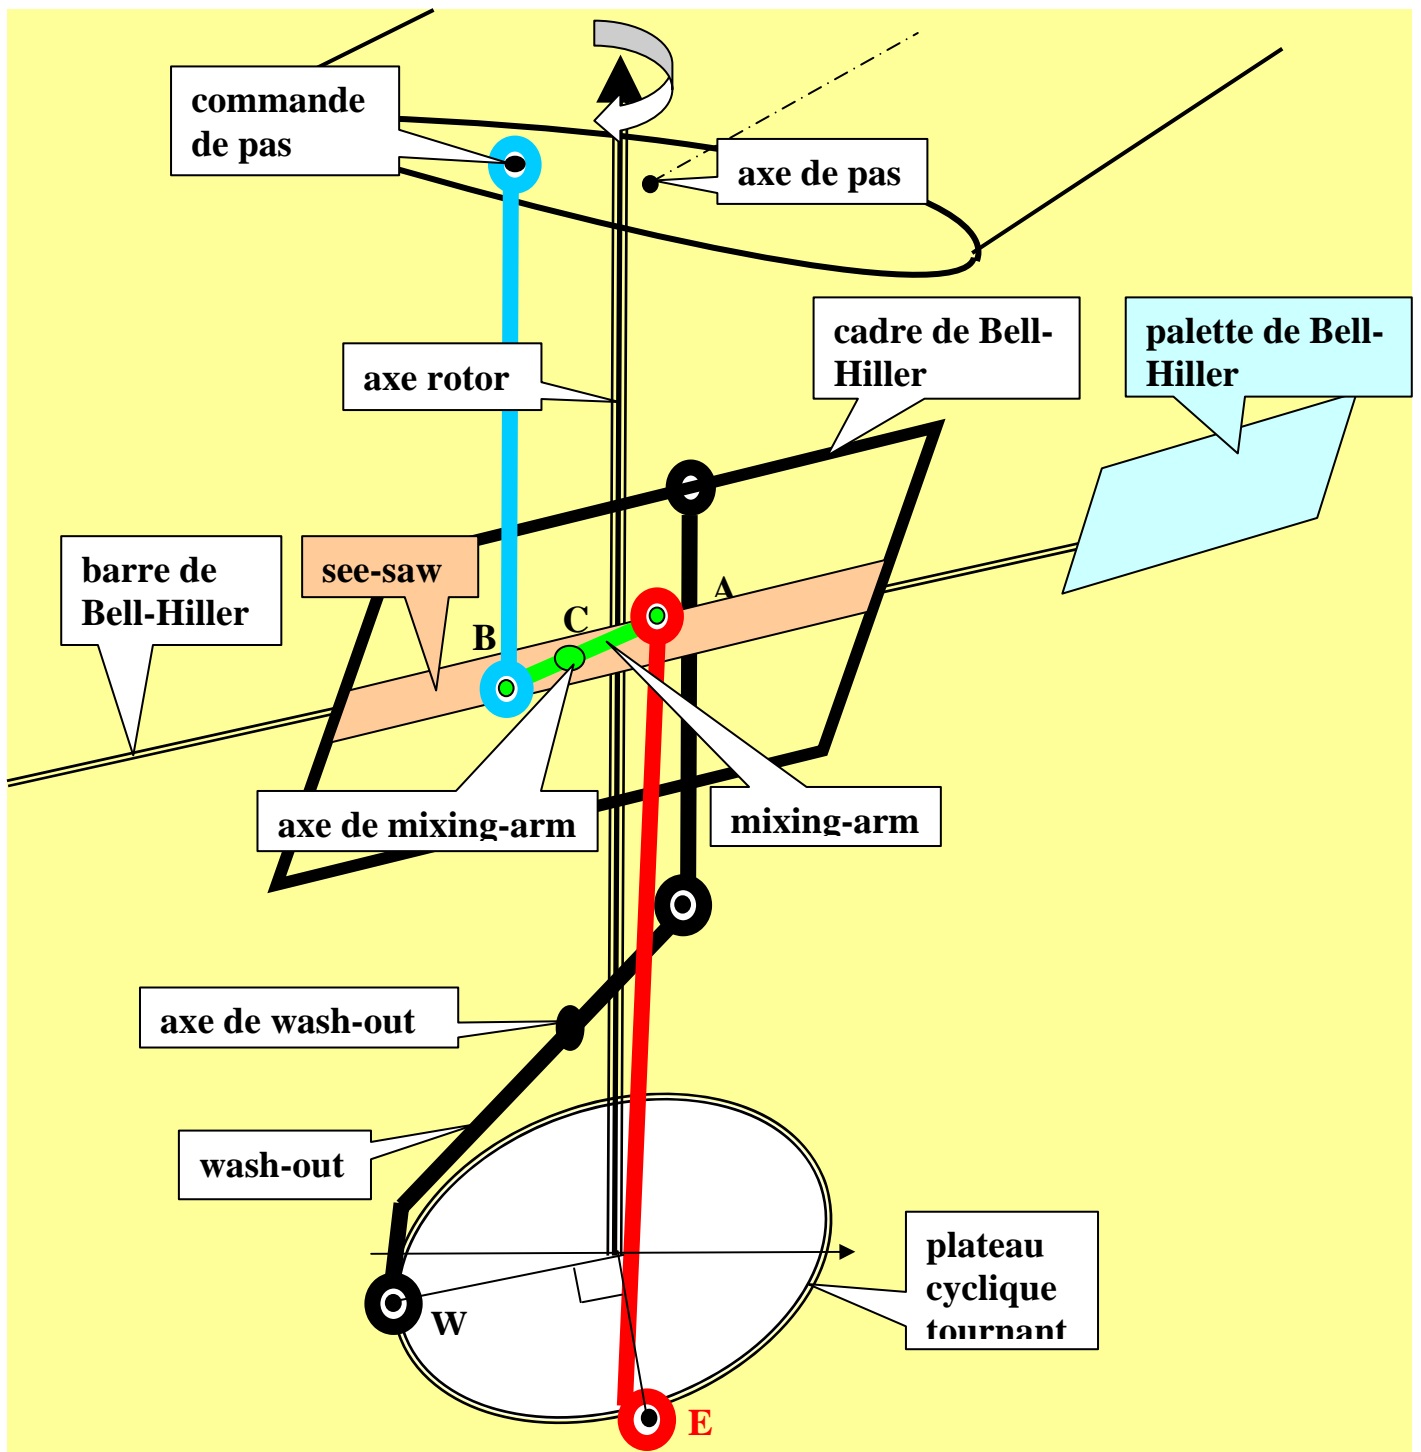 commande
de pas
axe de pas
cadre de Bell-
Hiller
palette de Bell-
Hiller
axe rotor
barre de
Bell-Hiller
see-saw
A
C
B
axe de mixing-arm
mixing-arm
axe de wash-out
wash-out
plateau
cyclique
tournant
W
E